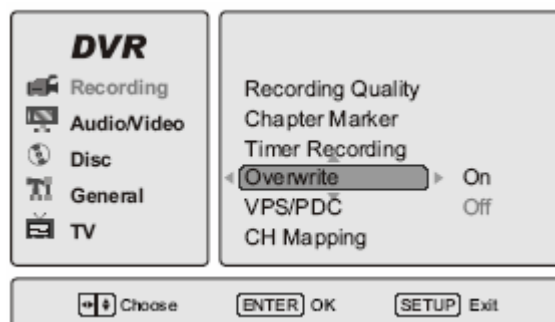 DVR
Recording
Audio/Video
Disc
General
TV
Recording Quality
Chapter Marker
Timer Recording
Overwrite On
VPS/PDC Off
CH Mapping
Choose ENTER OK SETUP Exit